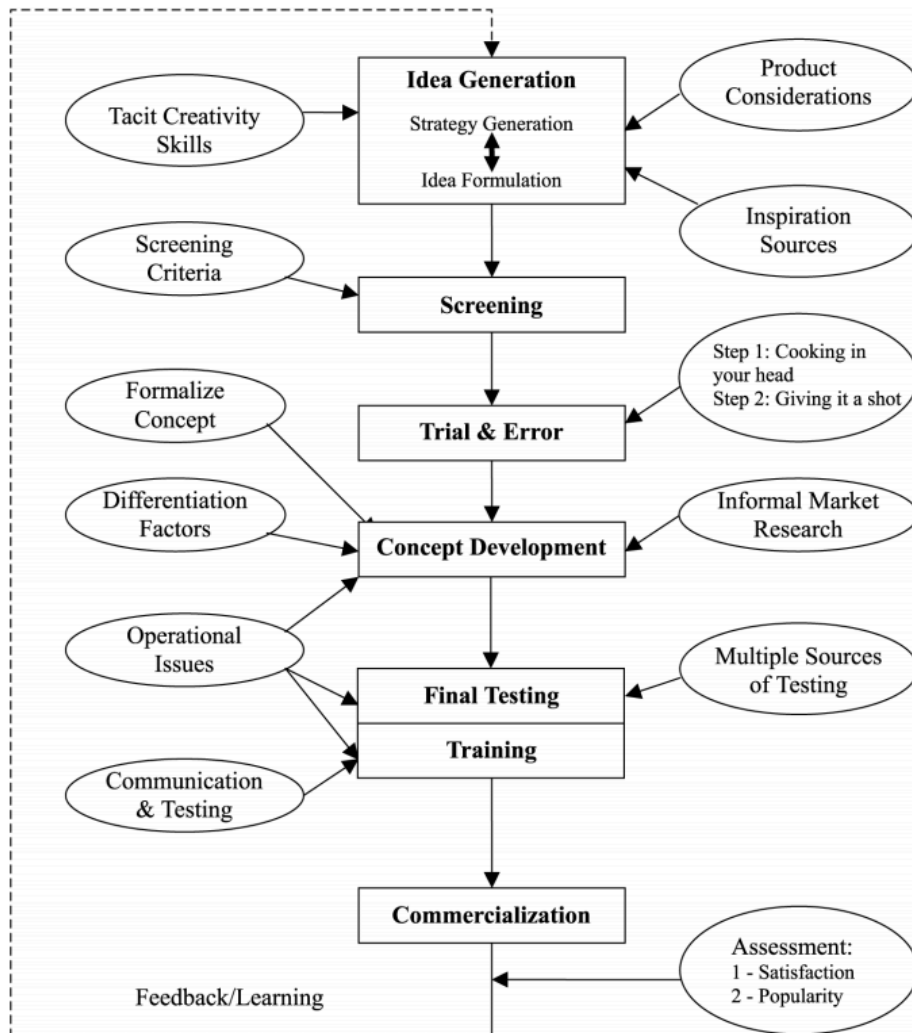 Idea Generation
Strategy Generation
Idea Formulation
Tacit Creativity
Skills
Product
Considerations
Inspiration
Sources
Screening
Criteria
Screening
Step 1: Cooking in
your head
Step 2: Giving it a shot
Formalize
Concept
Trial & Error
Differentiation
Factors
Informal Market
Research
Concept Development
Operational
Issues
Multiple Sources
of Testing
Final Testing
Training
Communication
& Testing
Commercialization
Assessment:
1 - Satisfaction
2 - Popularity
Feedback/Learning